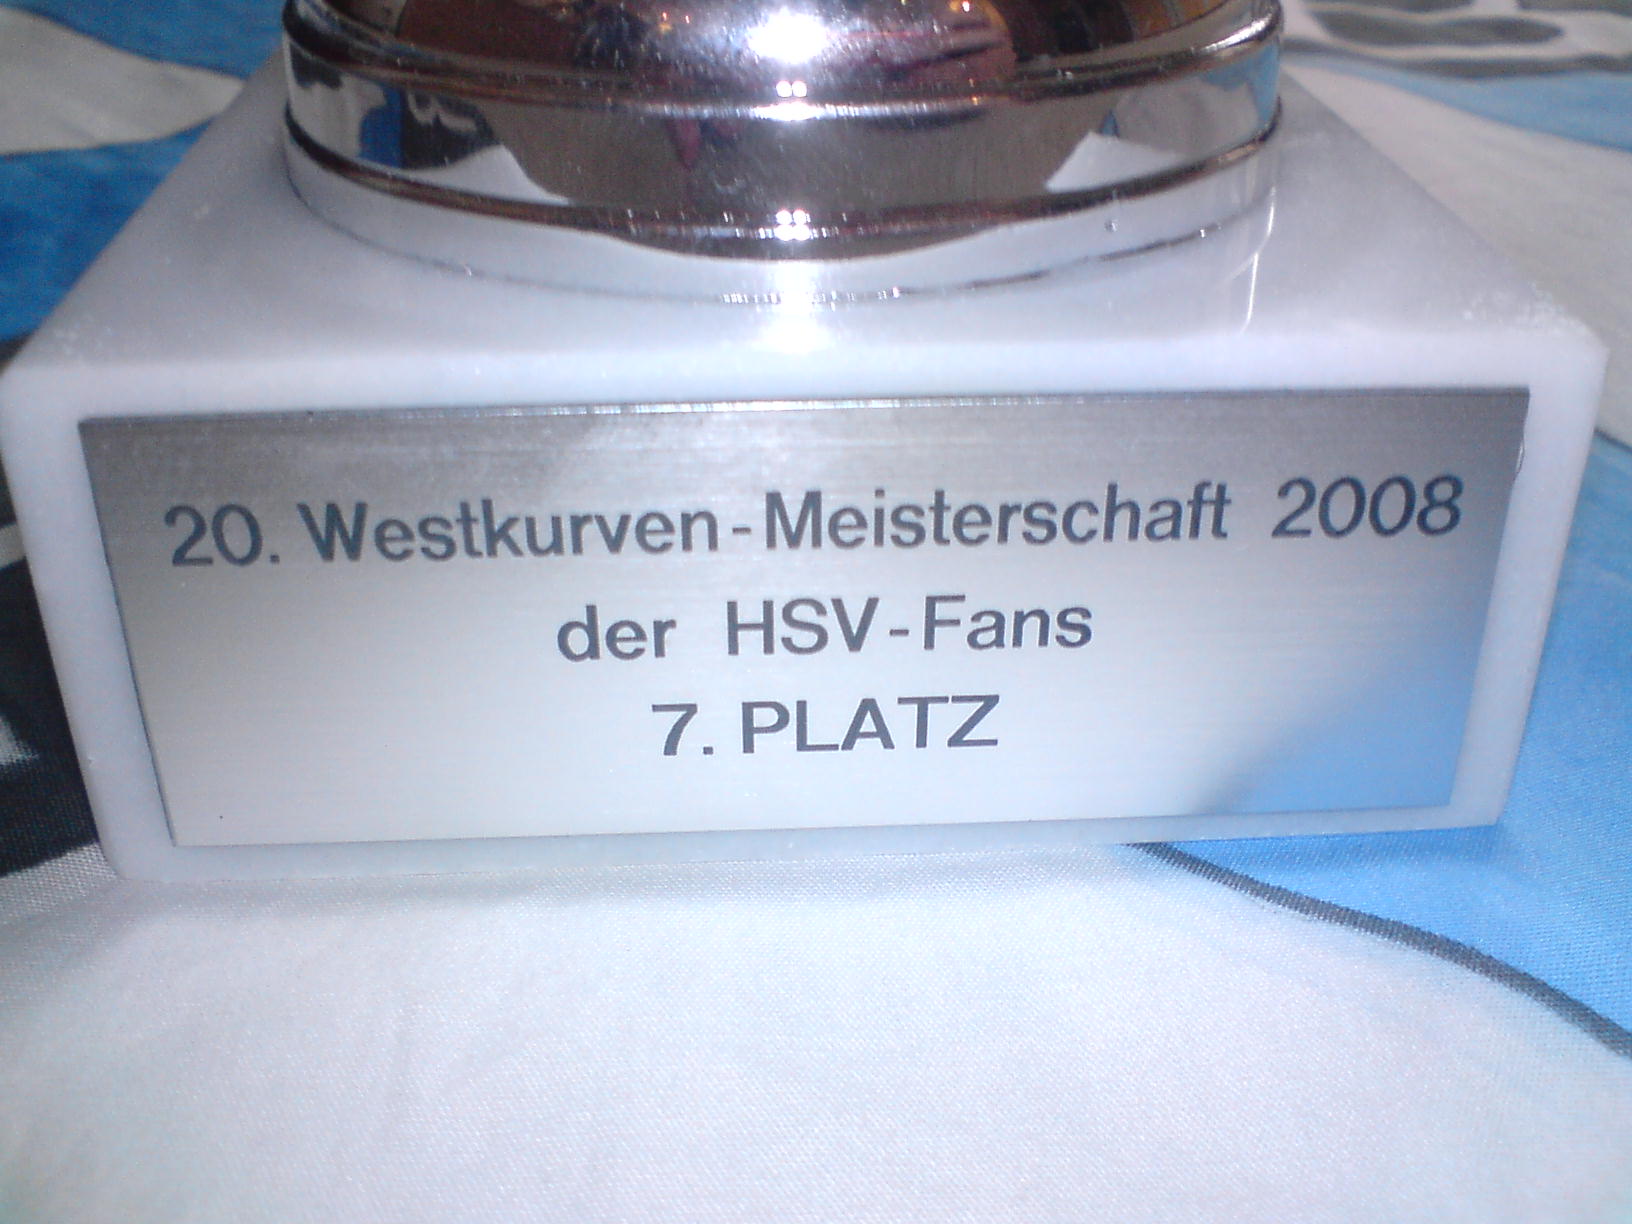 20. Westkurven-Meisterschaft 2008
der HSV-Fans
7. PLATZ